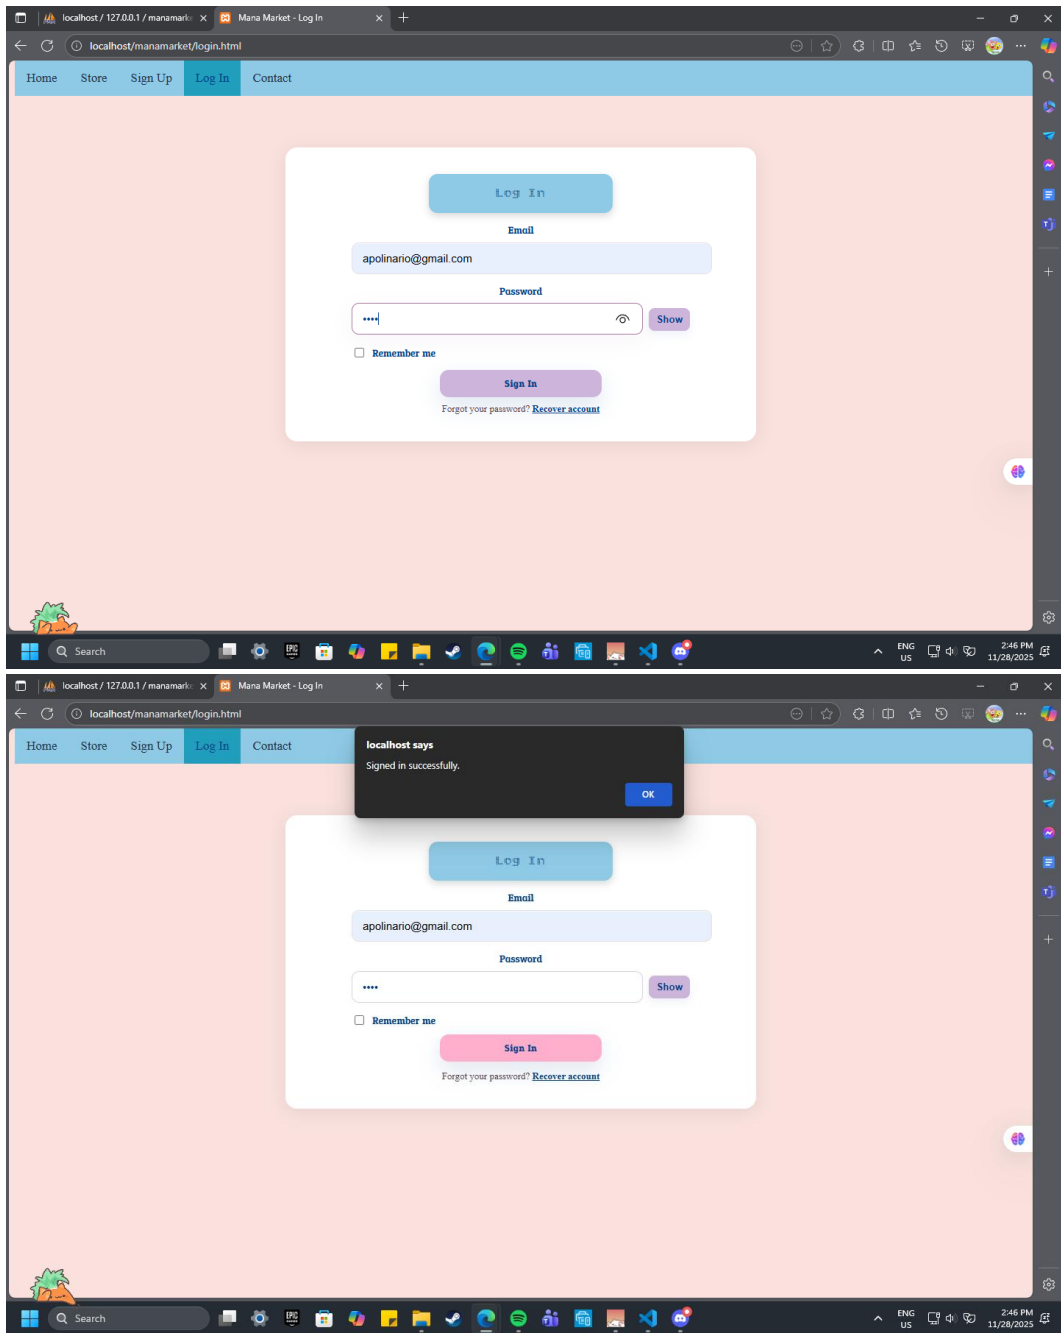 localhost / 127.0.0.1 / manamarke
Mana Market - Log In
localhost/manamarket/login.html
Home Store Sign Up Log In Contact
Log In
Email
apolinario@gmail.com
Password
Show
Remember me
Sign In
Forgot your password? Recover account
Search
EPIC
ENG
US
2:46 PM
11/28/2025
localhost / 127.0.0.1 / manamarke
Mana Market - Log In
localhost/manamarket/login.html
Home Store Sign Up Log In Contact
localhost says
Signed in successfully.
OK
Log In
Email
apolinario@gmail.com
Password
Show
Remember me
Sign In
Forgot your password? Recover account
Search
EPIC
ENG
US
2:46 PM
11/28/2025